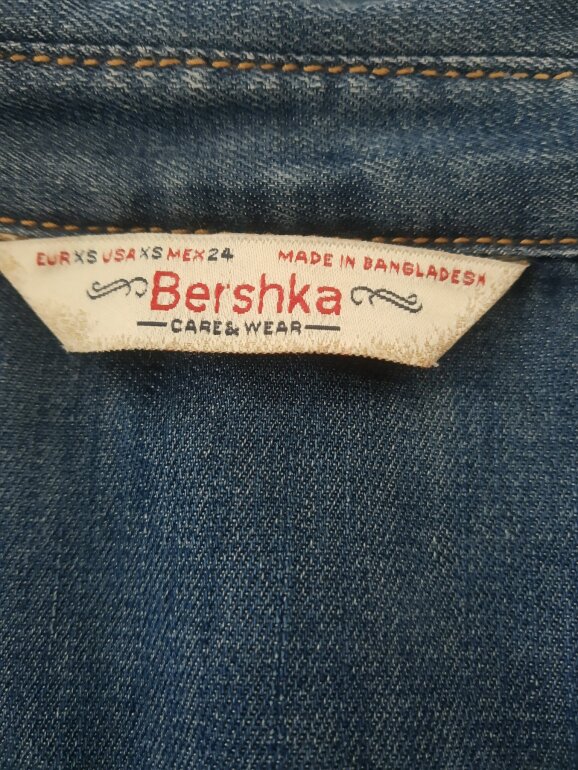 EUR XS USA XS MEX 24 MADE IN BANGLADESH
Bershka
CARE & WEAR